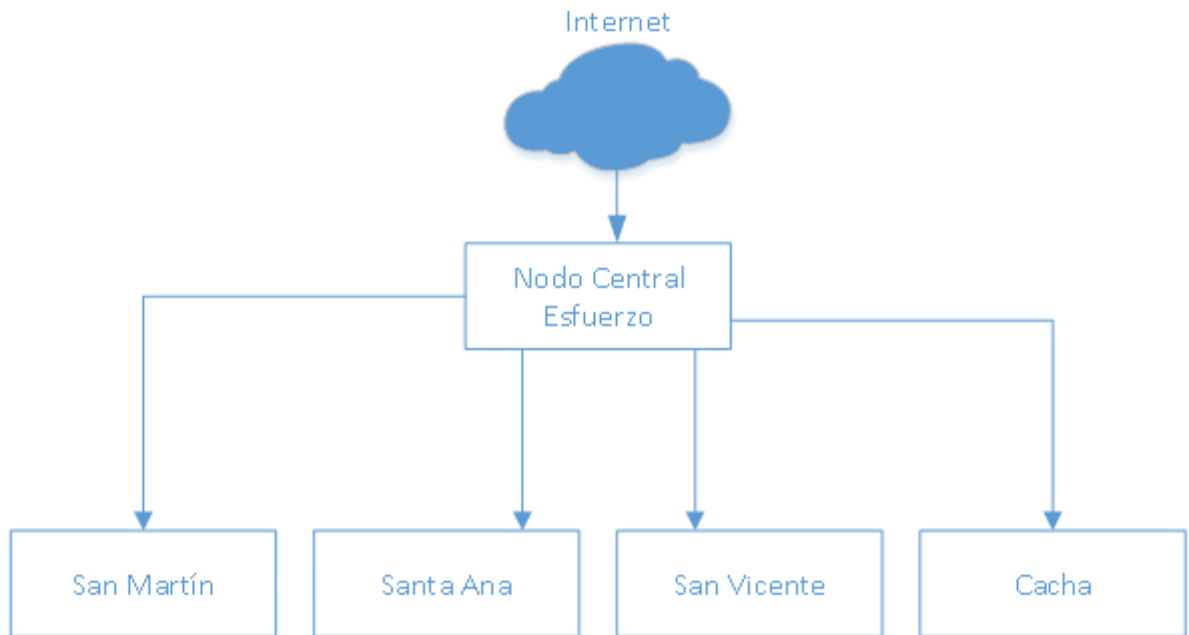 Internet
Nodo Central
Esfuerzo
San Martín
Santa Ana
San Vicente
Cacha